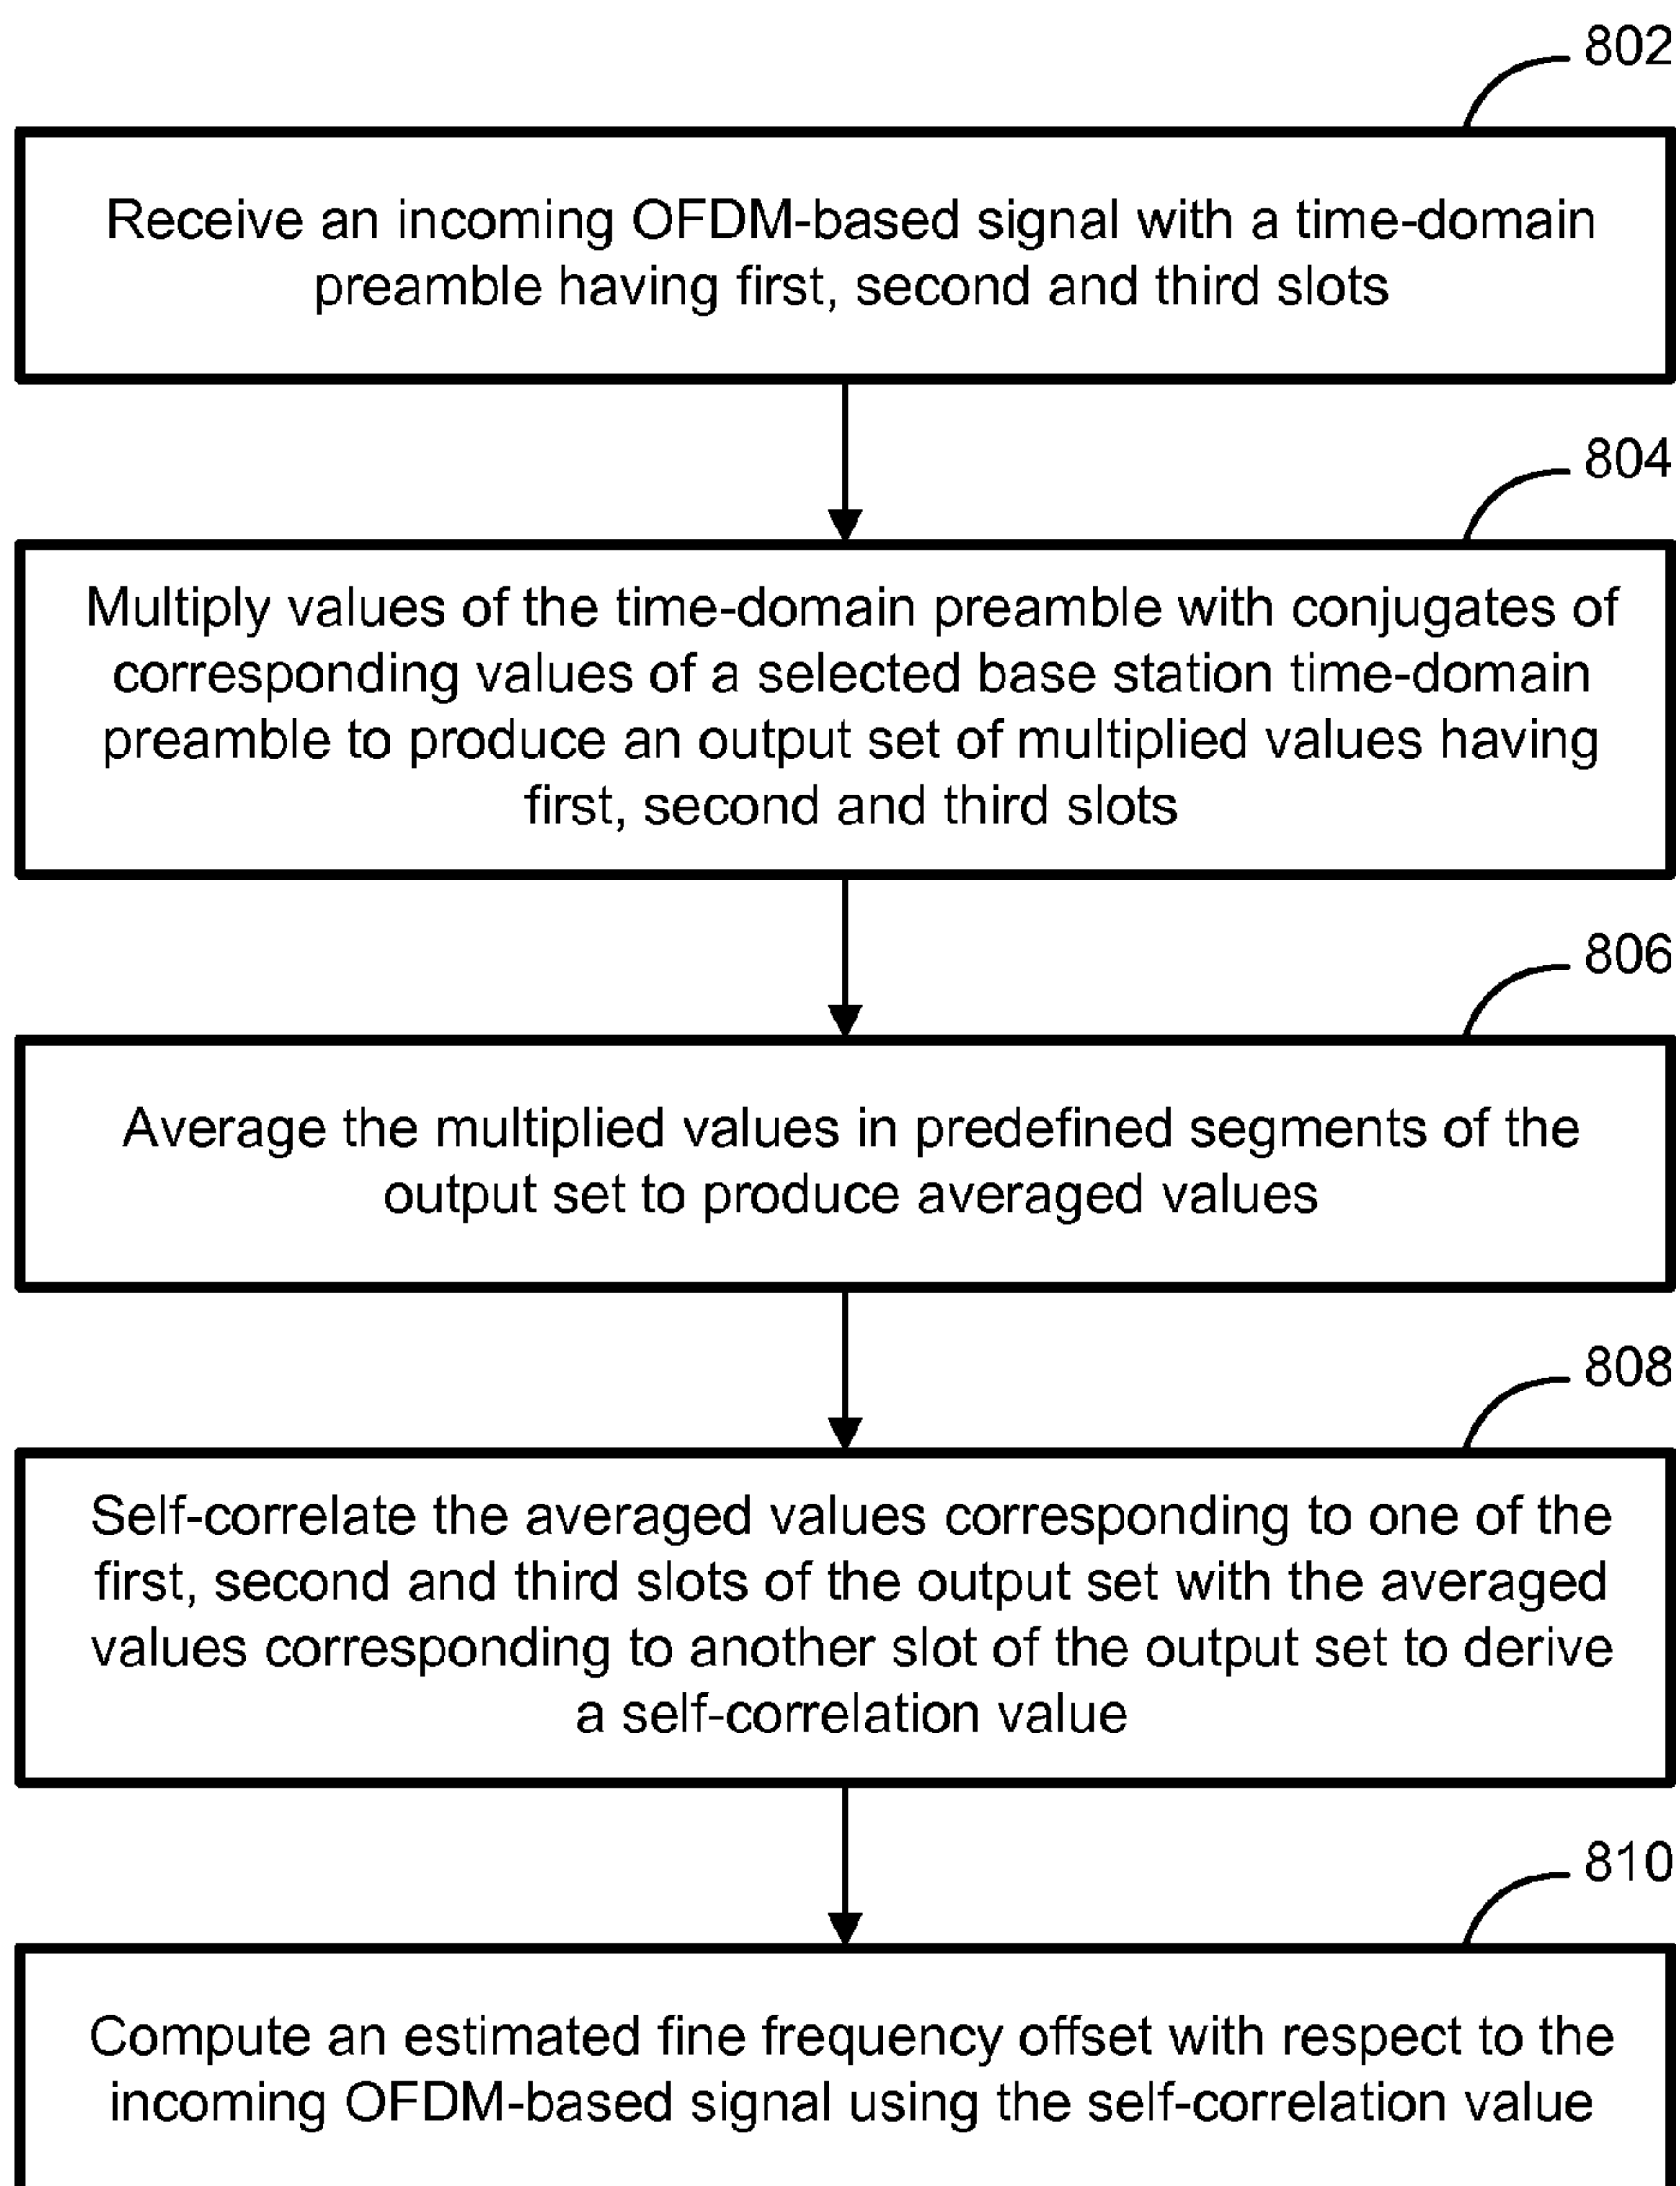 802
Receive an incoming OFDM-based signal with a time-domain
preamble having first, second and third slots
804
Multiply values of the time-domain preamble with conjugates of
corresponding values of a selected base station time-domain
preamble to produce an output set of multiplied values having
first, second and third slots
806
Average the multiplied values in predefined segments of the
output set to produce averaged values
808
Self-correlate the averaged values corresponding to one of the
first, second and third slots of the output set with the averaged
values corresponding to another slot of the output set to derive
a self-correlation value
810
Compute an estimated fine frequency offset with respect to the
incoming OFDM-based signal using the self-correlation value